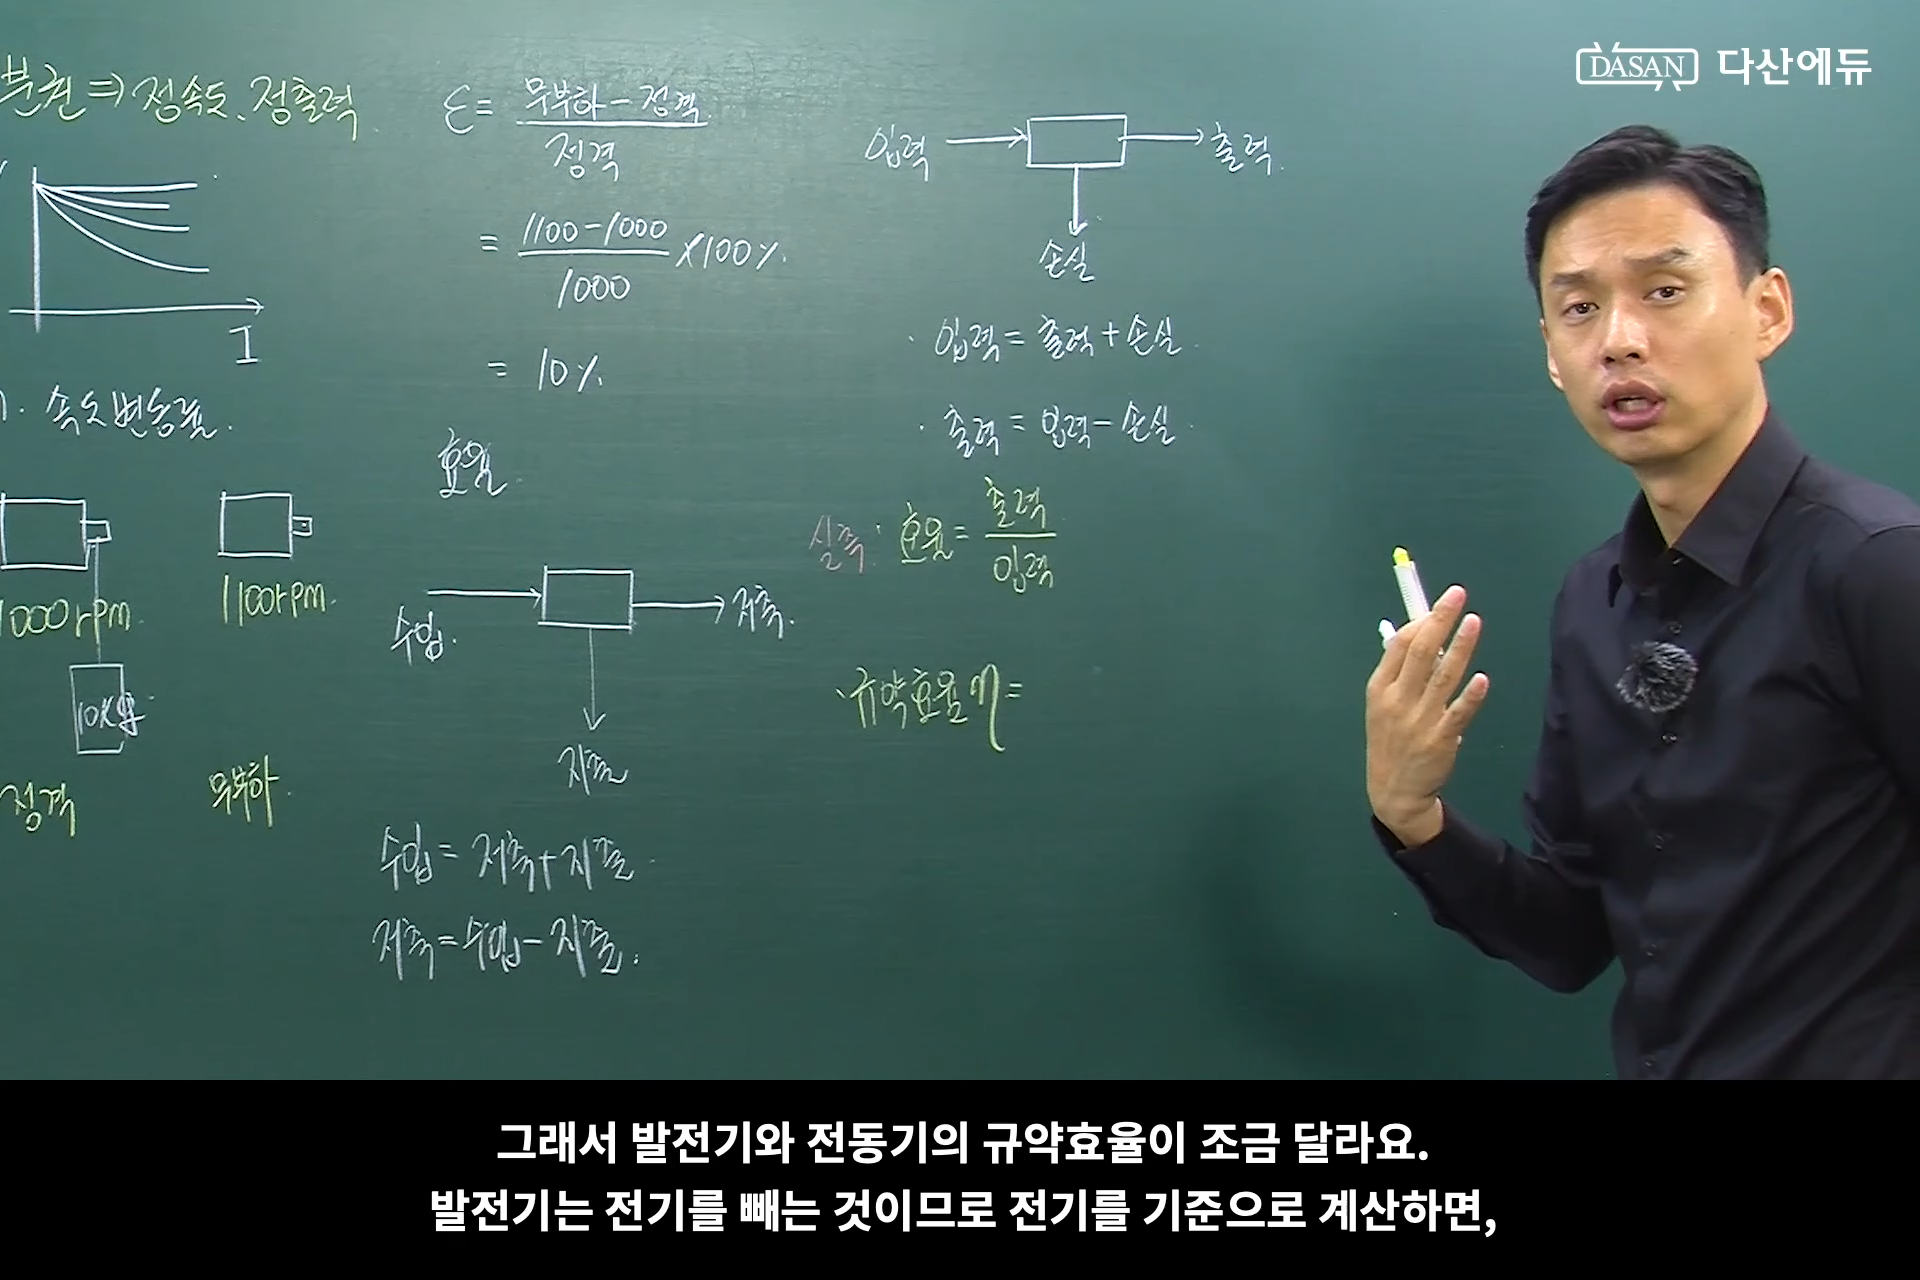 분권⇒정속도, 정출력.
I
속도변동률.
1000rpm.
1100rpm.
10kg
정격
무부하.
ε = 무부하-정격 / 정격
= 1100-1000 / 1000 ×100%.
= 10%.
효율.
수입.
저축.
지출
수입= 저축+지출.
저축=수입-지출.
입력
출력.
손실
· 입력= 출력+손실.
· 출력=입력-손실.
실측: 효율= 출력 / 입력
·규약효율 η=
DASAN 다산에듀
그래서 발전기와 전동기의 규약효율이 조금 달라요.
발전기는 전기를 빼는 것이므로 전기를 기준으로 계산하면,